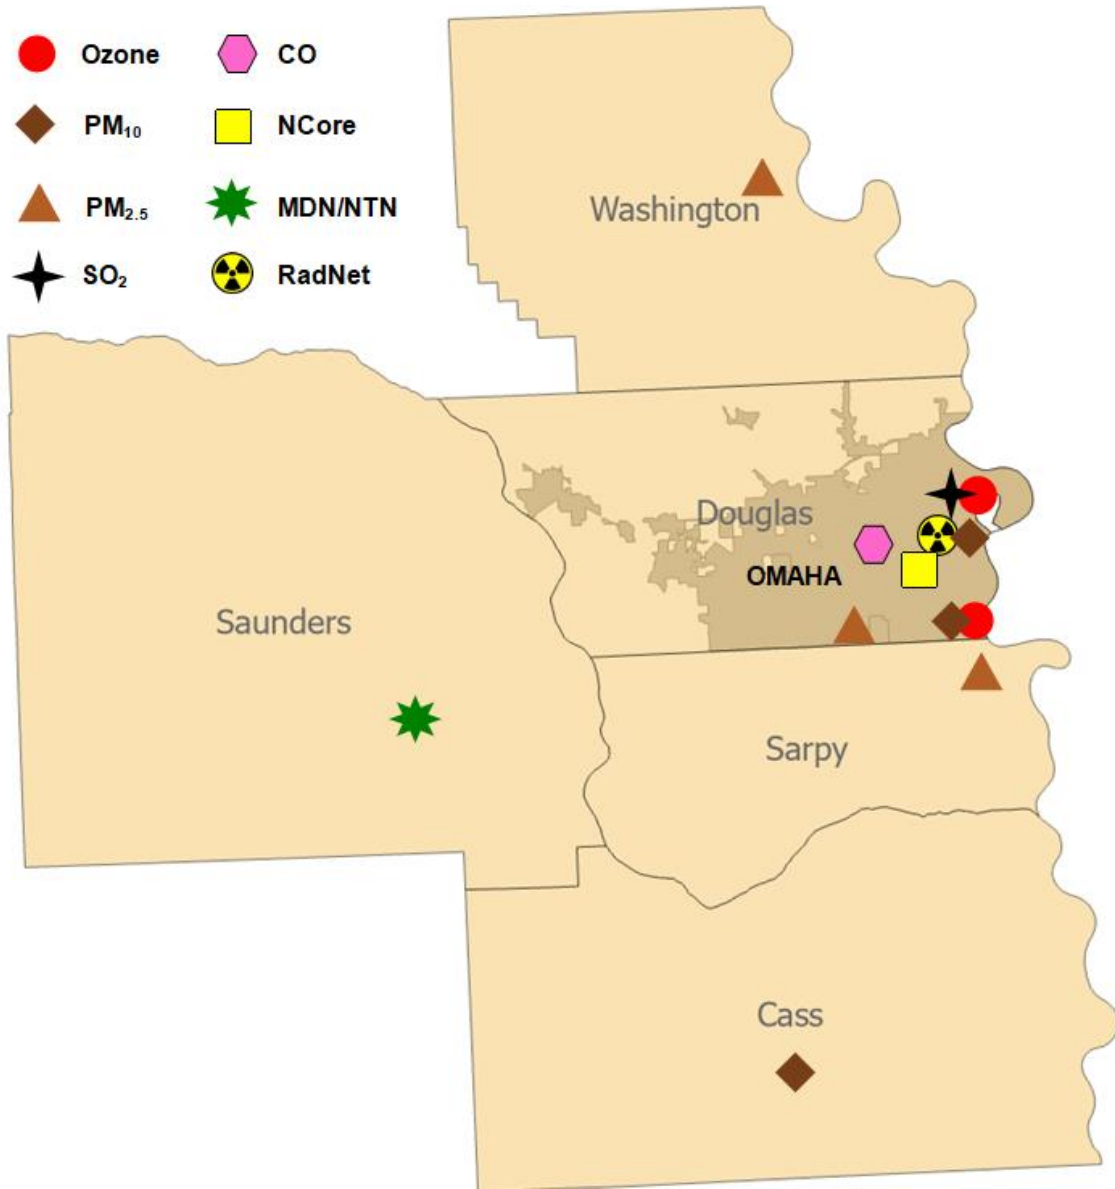 Ozone
CO
PM₁₀
NCore
PM₂.₅
MDN/NTN
SO₂
RadNet
Washington
Douglas
OMAHA
Saunders
Sarpy
Cass